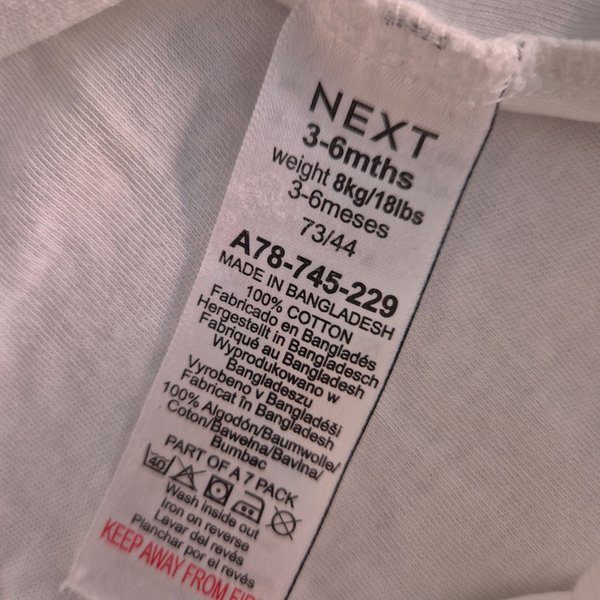 NEXT
3-6mths
weight 8kg/18lbs
3-6meses
73/44
A78-745-229
MADE IN BANGLADESH
100% COTTON
Fabricado en Bangladés
Hergestellt in Bangladesch
Fabriqué au Bangladesh
Wyprodukowano w
Bangladeszu
Vyrobeno v Bangladéši
Fabricat în Bangladesh
100% Algodón/Baumwolle/
Coton/Bawełna/Bavlna/
Bumbac
PART OF A 7 PACK
40
Wash inside out
Iron on reverse
Lavar del revés
Planchar por el revés
KEEP AWAY FROM FIRE